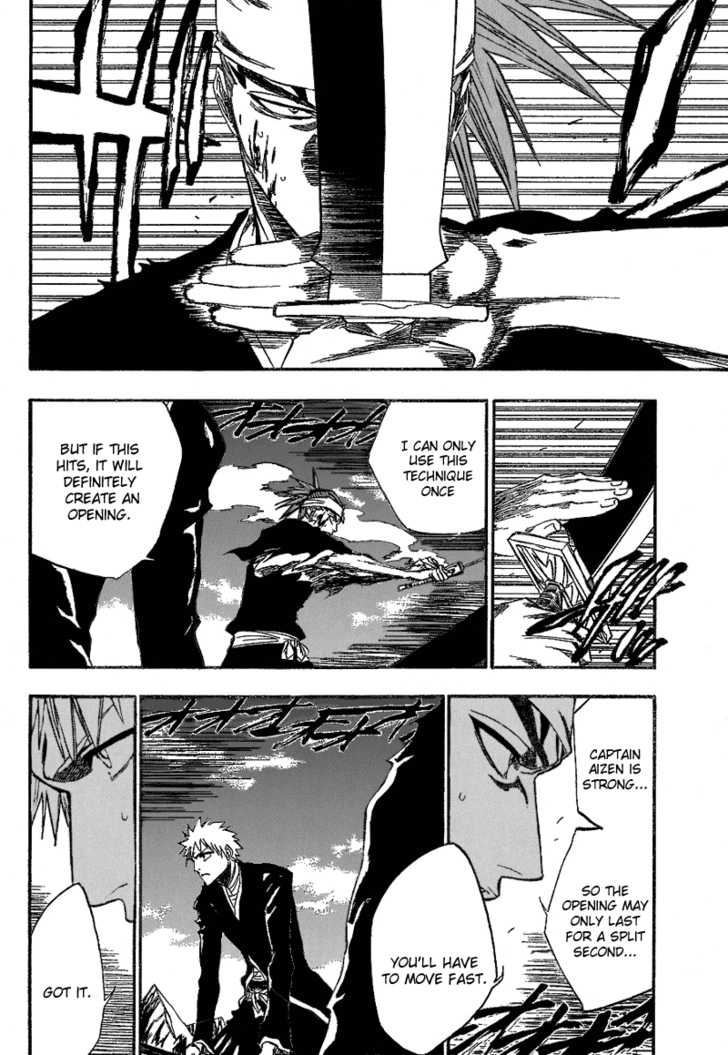 I CAN ONLY
USE THIS
TECHNIQUE
ONCE
BUT IF THIS
HITS, IT WILL
DEFINITELY
CREATE AN
OPENING.
CAPTAIN
AIZEN IS
STRONG...
SO THE
OPENING MAY
ONLY LAST
FOR A SPLIT
SECOND...
YOU'LL HAVE
TO MOVE FAST.
GOT IT.